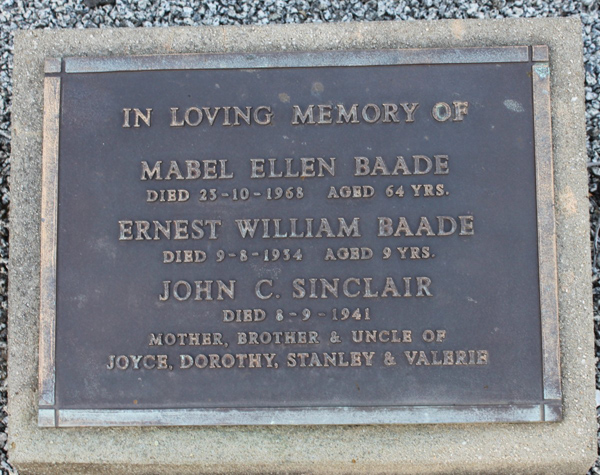 IN LOVING MEMORY OF
MABEL ELLEN BAADE
DIED 23-10-1968 AGED 64 YRS.
ERNEST WILLIAM BAADE
DIED 9-8-1934 AGED 9 YRS.
JOHN C. SINCLAIR
DIED 8-9-1941
MOTHER, BROTHER & UNCLE OF
JOYCE, DOROTHY, STANLEY & VALERIE